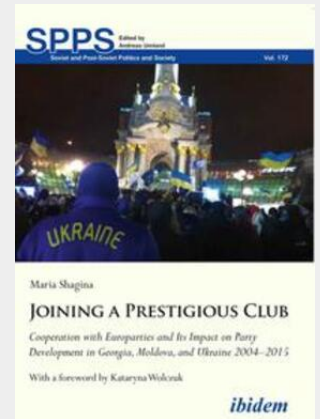 SPPS
Edited by
Andreas Umland
Soviet and Post-Soviet Politics and Society
Vol. 172
UKRAINE
Maria Shagina
JOINING A PRESTIGIOUS CLUB
Cooperation with Europarties and Its Impact on Party
Development in Georgia, Moldova, and Ukraine 2004–2015
With a foreword by Kataryna Wolczuk
ibidem